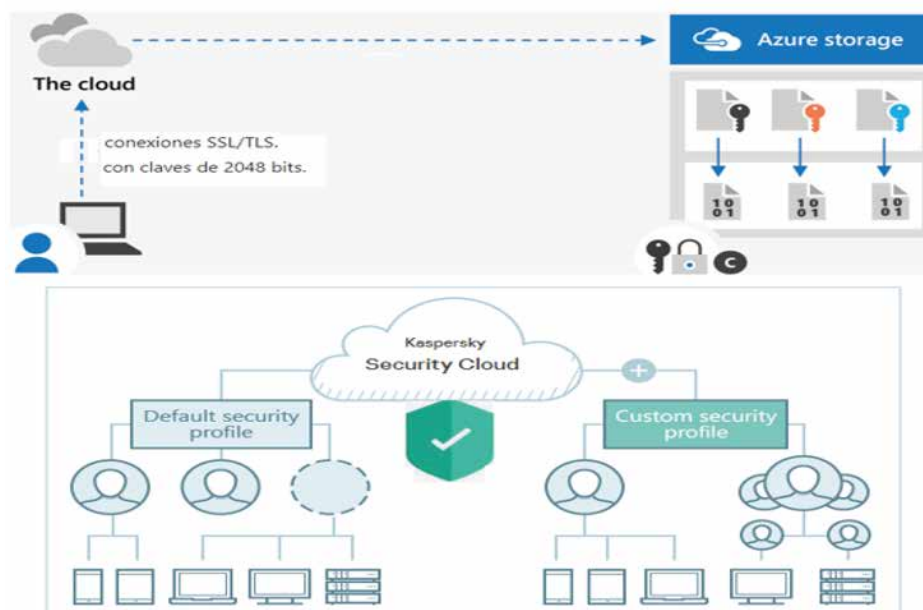 Azure storage
The cloud
conexiones SSL/TLS.
con claves de 2048 bits.
10
01
10
01
10
01
C
Kaspersky
Security Cloud
+
Default security
profile
Custom security
profile